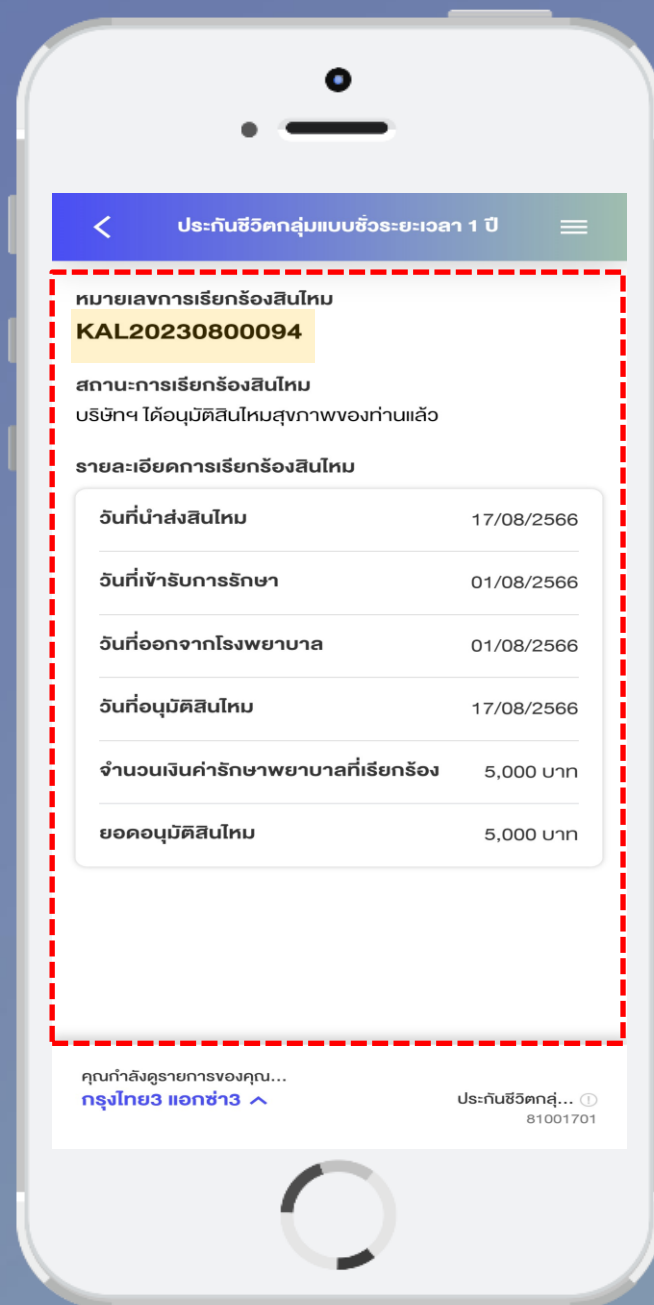 ประกันชีวิตกลุ่มแบบชั่วระยะเวลา 1 ปี
หมายเลขการเรียกร้องสินไหม
KAL20230800094
สถานะการเรียกร้องสินไหม
บริษัทฯ ได้อนุมัติสินไหมสุขภาพของท่านแล้ว
รายละเอียดการเรียกร้องสินไหม
วันที่นำส่งสินไหม 17/08/2566
วันที่เข้ารับการรักษา 01/08/2566
วันที่ออกจากโรงพยาบาล 01/08/2566
วันที่อนุมัติสินไหม 17/08/2566
จำนวนเงินค่ารักษาพยาบาลที่เรียกร้อง 5,000 บาท
ยอดอนุมัติสินไหม 5,000 บาท
คุณกำลังดูรายการของคุณ...
กรุงไทย3 แอกซ่า3 ประกันชีวิตกลุ่...
81001701